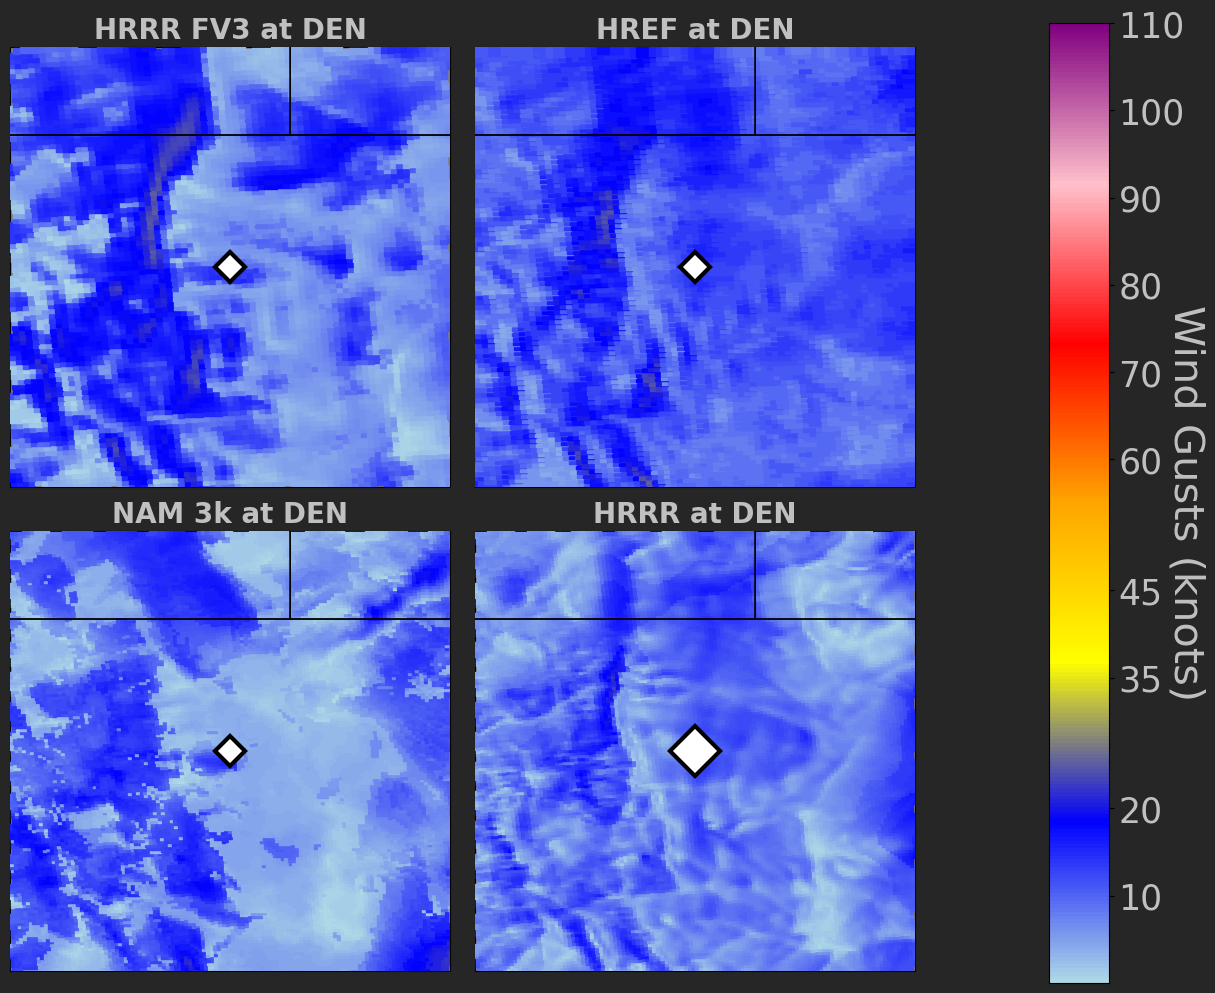 HRRR FV3 at DEN
HREF at DEN
NAM 3k at DEN
HRRR at DEN
110
100
90
80
70
60
45
35
20
10
Wind Gusts (knots)